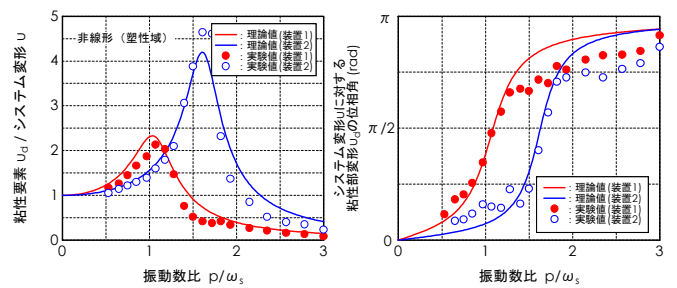 粘性要素 Ud / システム変形 U
5
4
3
2
1
0
非線形（塑性域）
: 理論値(装置1)
: 理論値(装置2)
: 実験値(装置1)
: 実験値(装置2)
0
1
2
3
振動数比 p/ωs
システム変形Uに対する
粘性部変形Udの位相角 (rad)
π
π/2
0
: 理論値(装置1)
: 理論値(装置2)
: 実験値(装置1)
: 実験値(装置2)
0
1
2
3
振動数比 p/ωs